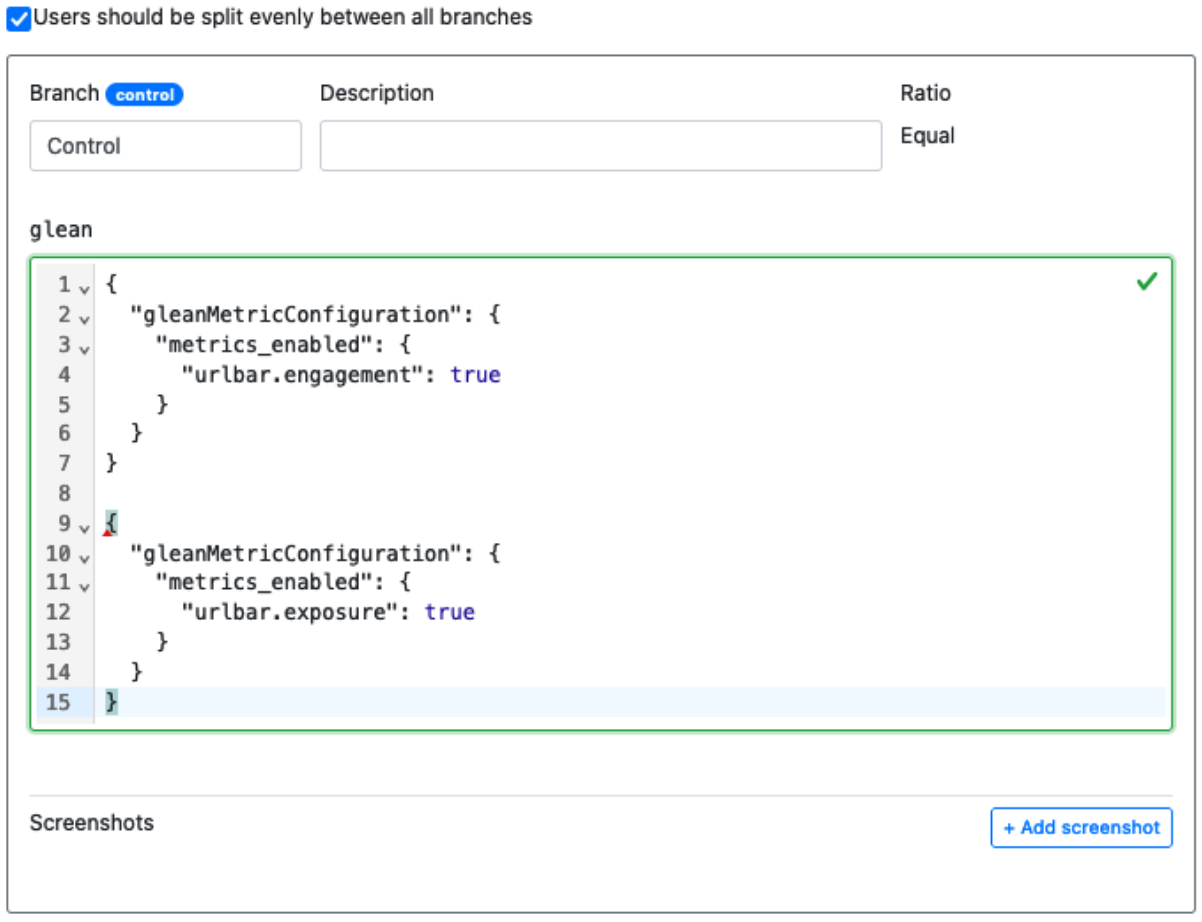 Users should be split evenly between all branches
Branch control Description Ratio
Control Equal
glean
1 {
2   "gleanMetricConfiguration": {
3     "metrics_enabled": {
4       "urlbar.engagement": true
5     }
6   }
7 }
8
9 {
10   "gleanMetricConfiguration": {
11     "metrics_enabled": {
12       "urlbar.exposure": true
13     }
14   }
15 }
Screenshots + Add screenshot